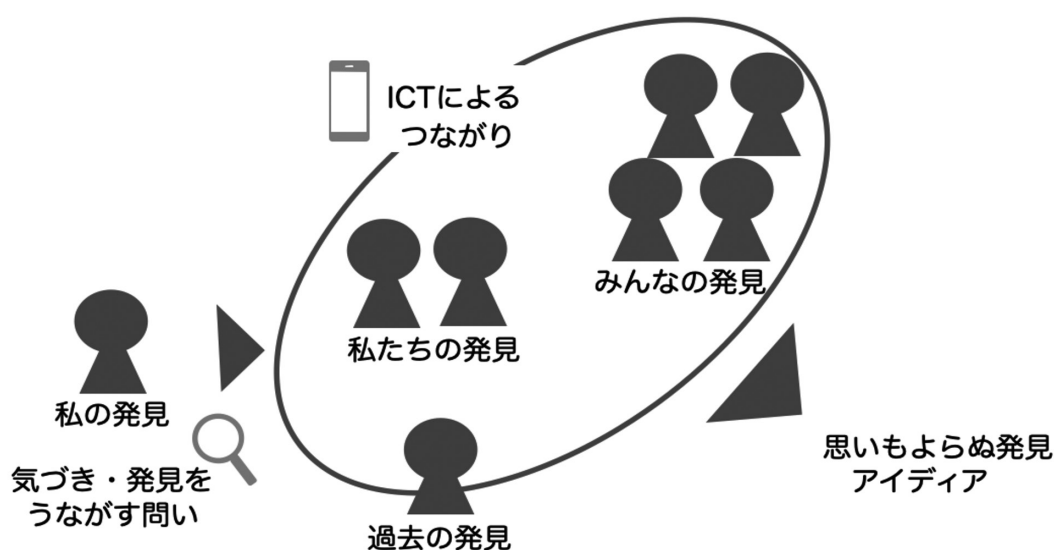 ICTによる
つながり
みんなの発見
私たちの発見
私の発見
気づき・発見を
うながす問い
過去の発見
思いもよらぬ発見
アイディア